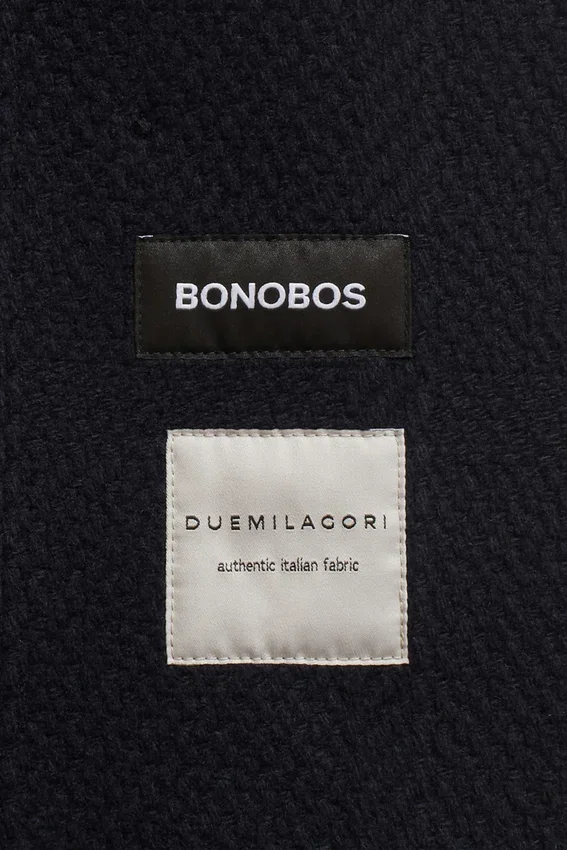 BONOBOS
DUEMILAGORI
authentic italian fabric